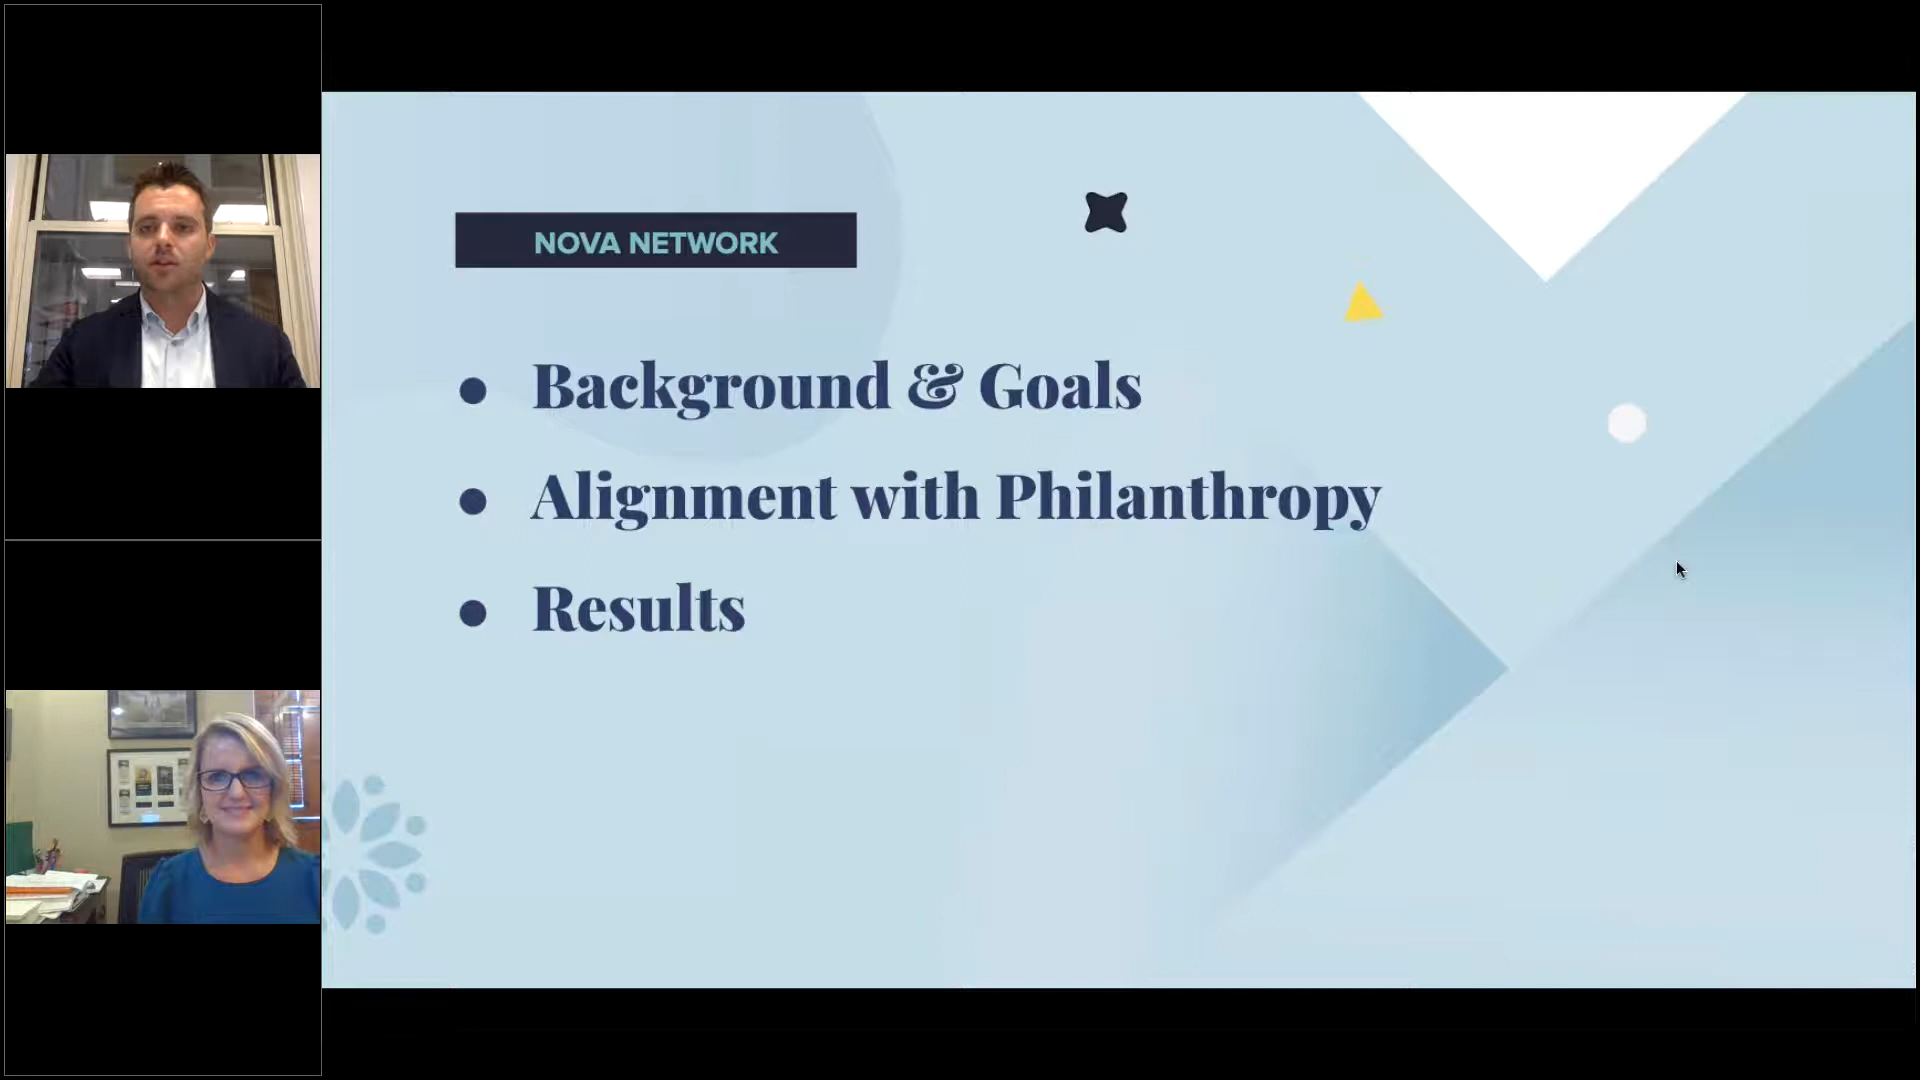 NOVA NETWORK
● Background & Goals
● Alignment with Philanthropy
● Results